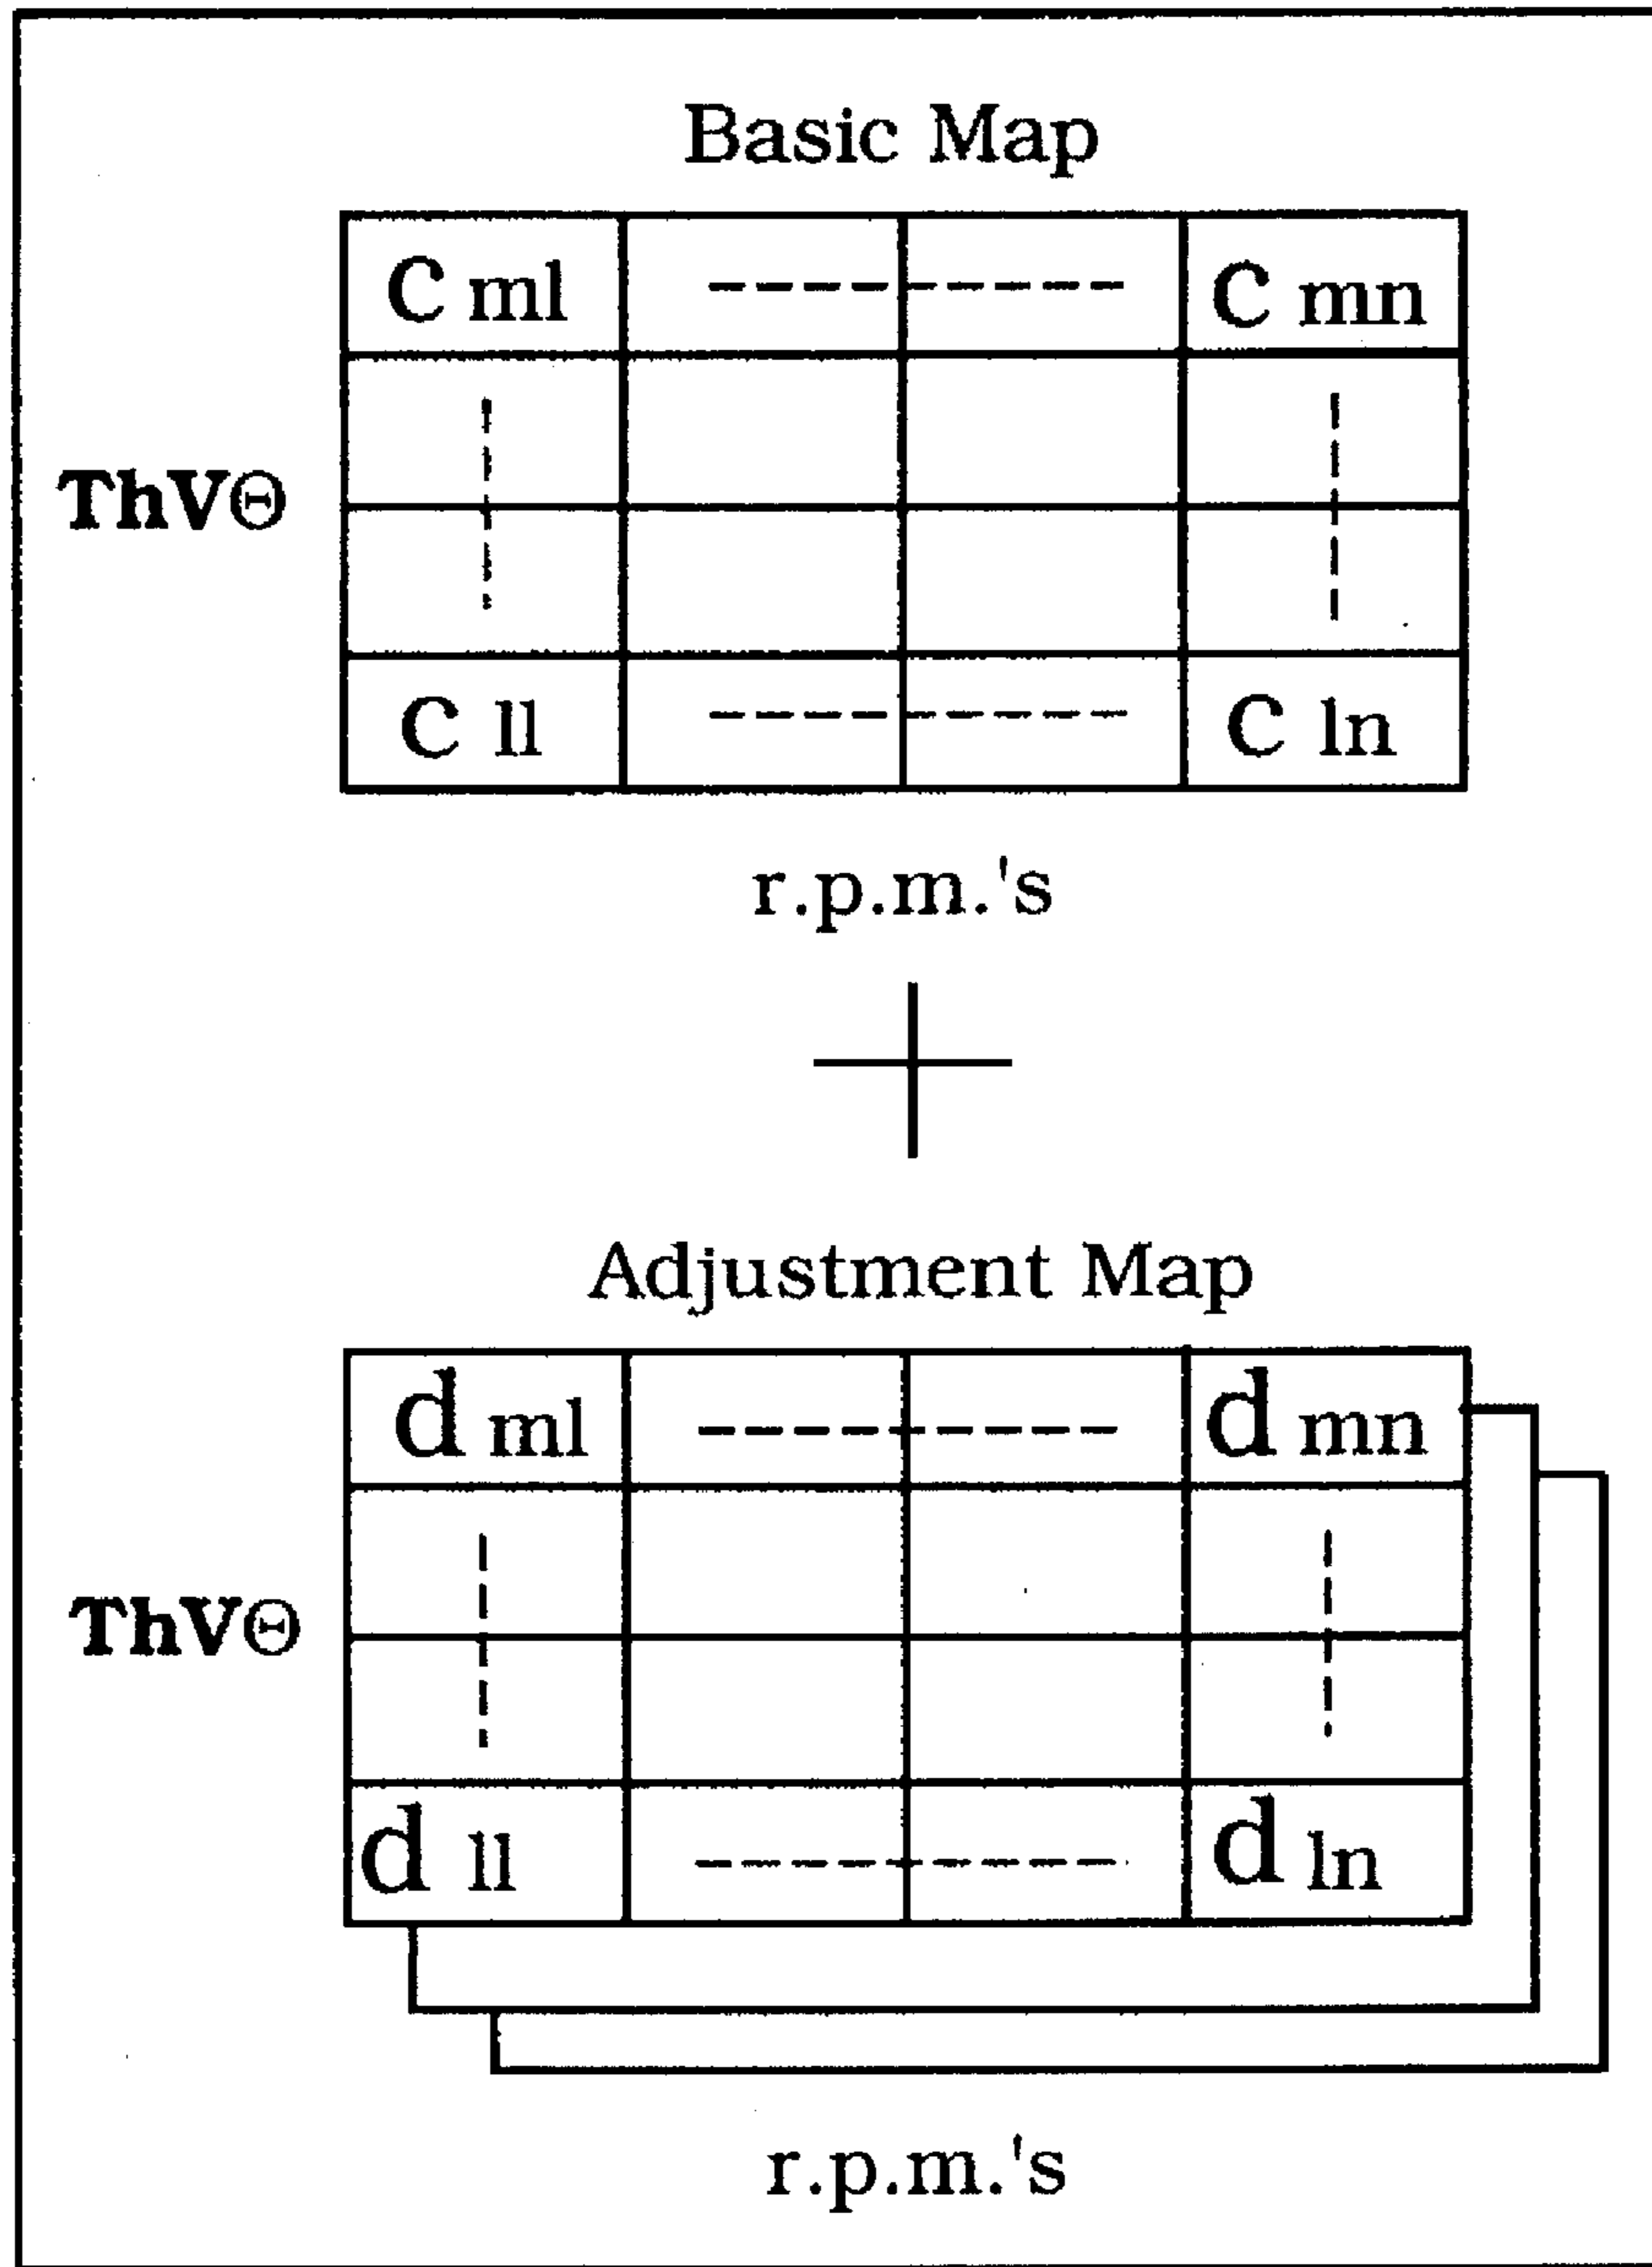 Basic Map
C ml C mn
ThVΘ
C ll C ln
r.p.m.'s
+
Adjustment Map
d ml d mn
ThVΘ
d ll d ln
r.p.m.'s